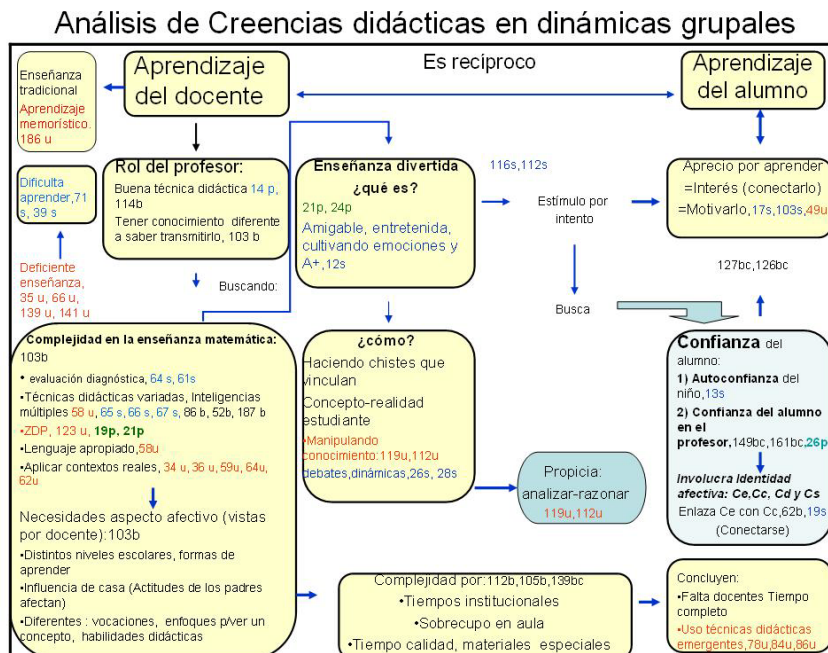 Análisis de Creencias didácticas en dinámicas grupales
Enseñanza
tradicional
Aprendizaje
memorístico.
186 u
Aprendizaje
del docente
Es recíproco
Aprendizaje
del alumno
Dificulta
aprender,71
s, 39 s
Deficiente
enseñanza,
35 u, 66 u,
139 u, 141 u
Rol del profesor:
Buena técnica didáctica 14 p,
114b
Tener conocimiento diferente
a saber transmitirlo, 103 b
Buscando:
Enseñanza divertida
¿qué es?
21p, 24p
Amigable, entretenida,
cultivando emociones y
A+,12s
116s,112s
Estímulo por
intento
Busca
Aprecio por aprender
=Interés (conectarlo)
=Motivarlo,17s,103s,49u
127bc,126bc
Complejidad en la enseñanza matemática:
103b
• evaluación diagnóstica, 64 s, 61s
•Técnicas didácticas variadas, Inteligencias
múltiples 58 u, 65 s, 66 s, 67 s, 86 b, 52b, 187 b
•ZDP, 123 u, 19p, 21p
•Lenguaje apropiado,58u
•Aplicar contextos reales, 34 u, 36 u, 59u, 64u,
62u
Necesidades aspecto afectivo (vistas
por docente):103b
•Distintos niveles escolares, formas de
aprender
•Influencia de casa (Actitudes de los padres
afectan)
•Diferentes : vocaciones, enfoques p/ver un
concepto, habilidades didácticas
¿cómo?
Haciendo chistes que
vinculan
Concepto-realidad
estudiante
•Manipulando
conocimiento:119u,112u
debates,dinámicas,26s, 28s
Propicia:
analizar-razonar
119u,112u
Confianza del
alumno:
1) Autoconfianza del
niño,13s
2) Confianza del alumno
en el
profesor,149bc,161bc,26p
Involucra Identidad
afectiva: Ce,Cc, Cd y Cs
Enlaza Ce con Cc,62b,19s
(Conectarse)
Complejidad por:112b,105b,139bc
•Tiempos institucionales
•Sobrecupo en aula
•Tiempo calidad, materiales especiales
Concluyen:
•Falta docentes Tiempo
completo
•Uso técnicas didácticas
emergentes,78u,84u,86u